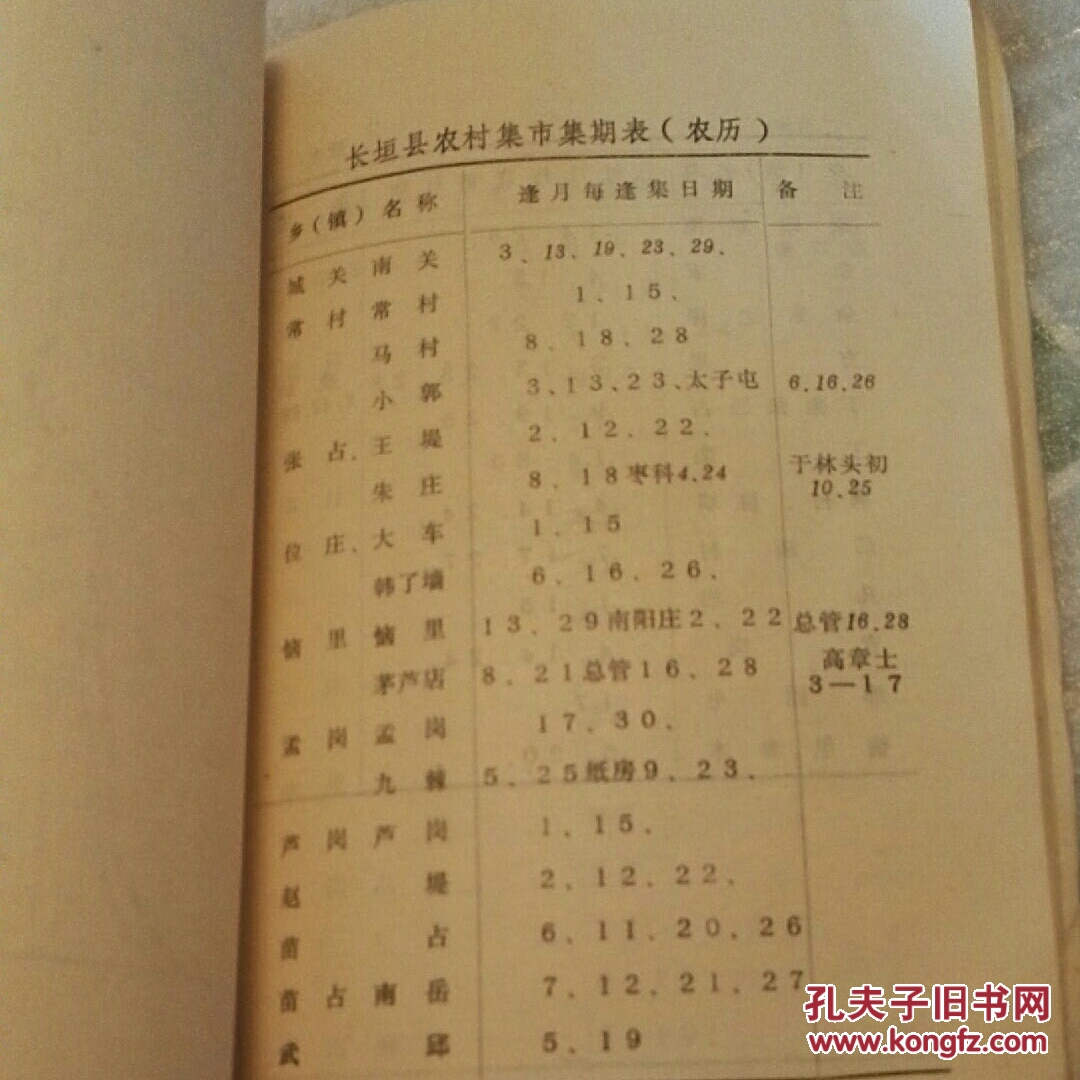 长垣县农村集市集期表(农历)
乡(镇)名称 逢月每逢集日期 备注
城关南关 3、13、19、23、29、
常村常村 1、15、
马村 8、18、28
小郭 3、13、23、太子屯 6.16.26
张占、王堤 2、12、22、
朱庄 8、18枣科4.24 于林头初
10.25
位庄、大车 1、15
韩了墙 6、16、26、
恼里恼里 13、29南阳庄2、22 总管16.28
茅芦店 8、21总管16、28 高章士
3—17
孟岗孟岗 17、30、
九棘 5、25纸房9、23、
芦岗芦岗 1、15、
赵堤 2、12、22、
苗占 6、11、20、26
苗占南岳 7、12、21、27
武邱 5、19
孔夫子旧书网
www.kongfz.com